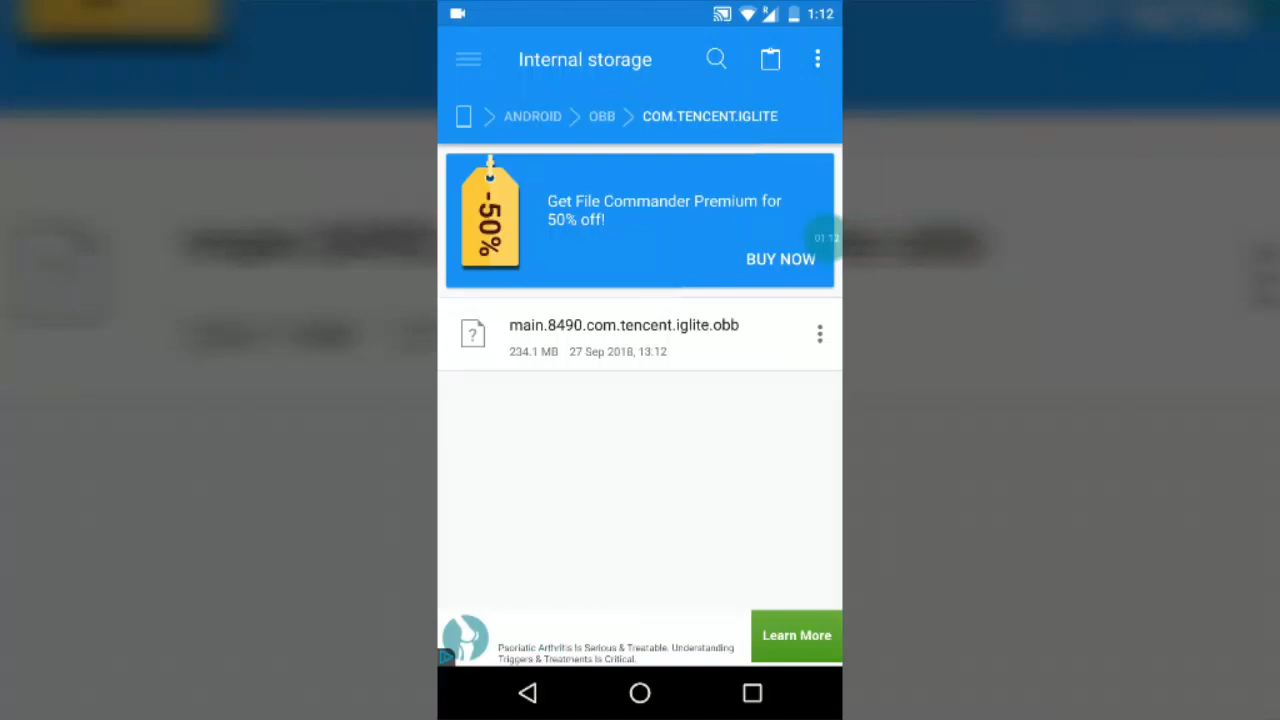 R
1:12
Internal storage
ANDROID OBB COM.TENCENT.IGLITE
-50%
Get File Commander Premium for
50% off!
01:12
BUY NOW
?
main.8490.com.tencent.iglite.obb
234.1 MB 27 Sep 2018, 13:12
Psoriatic Arthritis Is Serious & Treatable. Understanding
Triggers & Treatments Is Critical.
Learn More